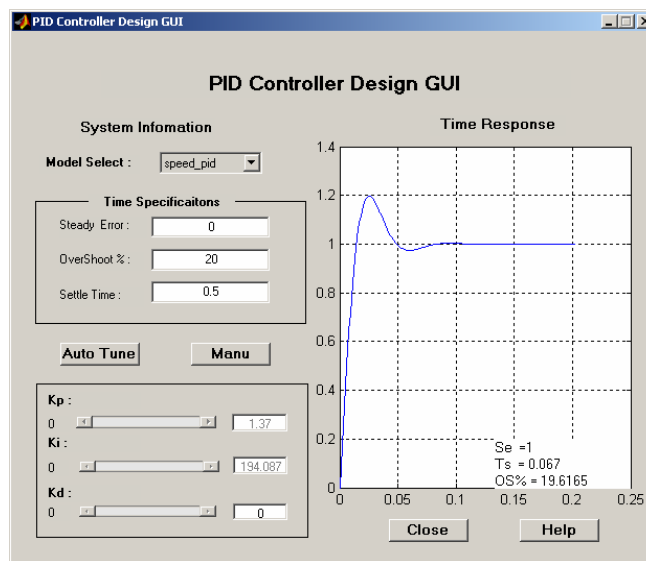 PID Controller Design GUI
PID Controller Design GUI
System Infomation
Model Select :
speed_pid
Time Specificaitons
Steady Error :
0
OverShoot % :
20
Settle Time :
0.5
Auto Tune
Manu
Kp :
0
1.37
Ki :
0
194.087
Kd :
0
0
Time Response
1.4
1.2
1
0.8
0.6
0.4
0.2
0
0
0.05
0.1
0.15
0.2
0.25
Se =1
Ts = 0.067
OS% = 19.6165
Close
Help